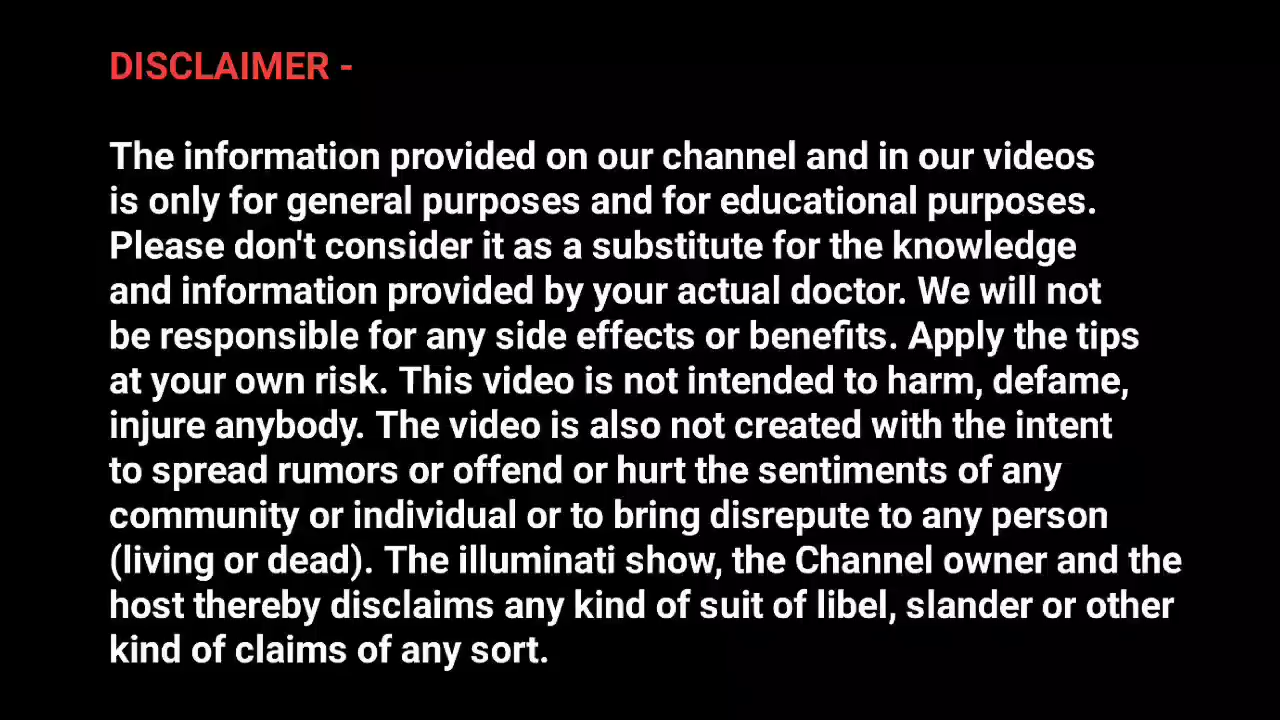 DISCLAIMER -
The information provided on our channel and in our videos
is only for general purposes and for educational purposes.
Please don't consider it as a substitute for the knowledge
and information provided by your actual doctor. We will not
be responsible for any side effects or benefits. Apply the tips
at your own risk. This video is not intended to harm, defame,
injure anybody. The video is also not created with the intent
to spread rumors or offend or hurt the sentiments of any
community or individual or to bring disrepute to any person
(living or dead). The illuminati show, the Channel owner and the
host thereby disclaims any kind of suit of libel, slander or other
kind of claims of any sort.